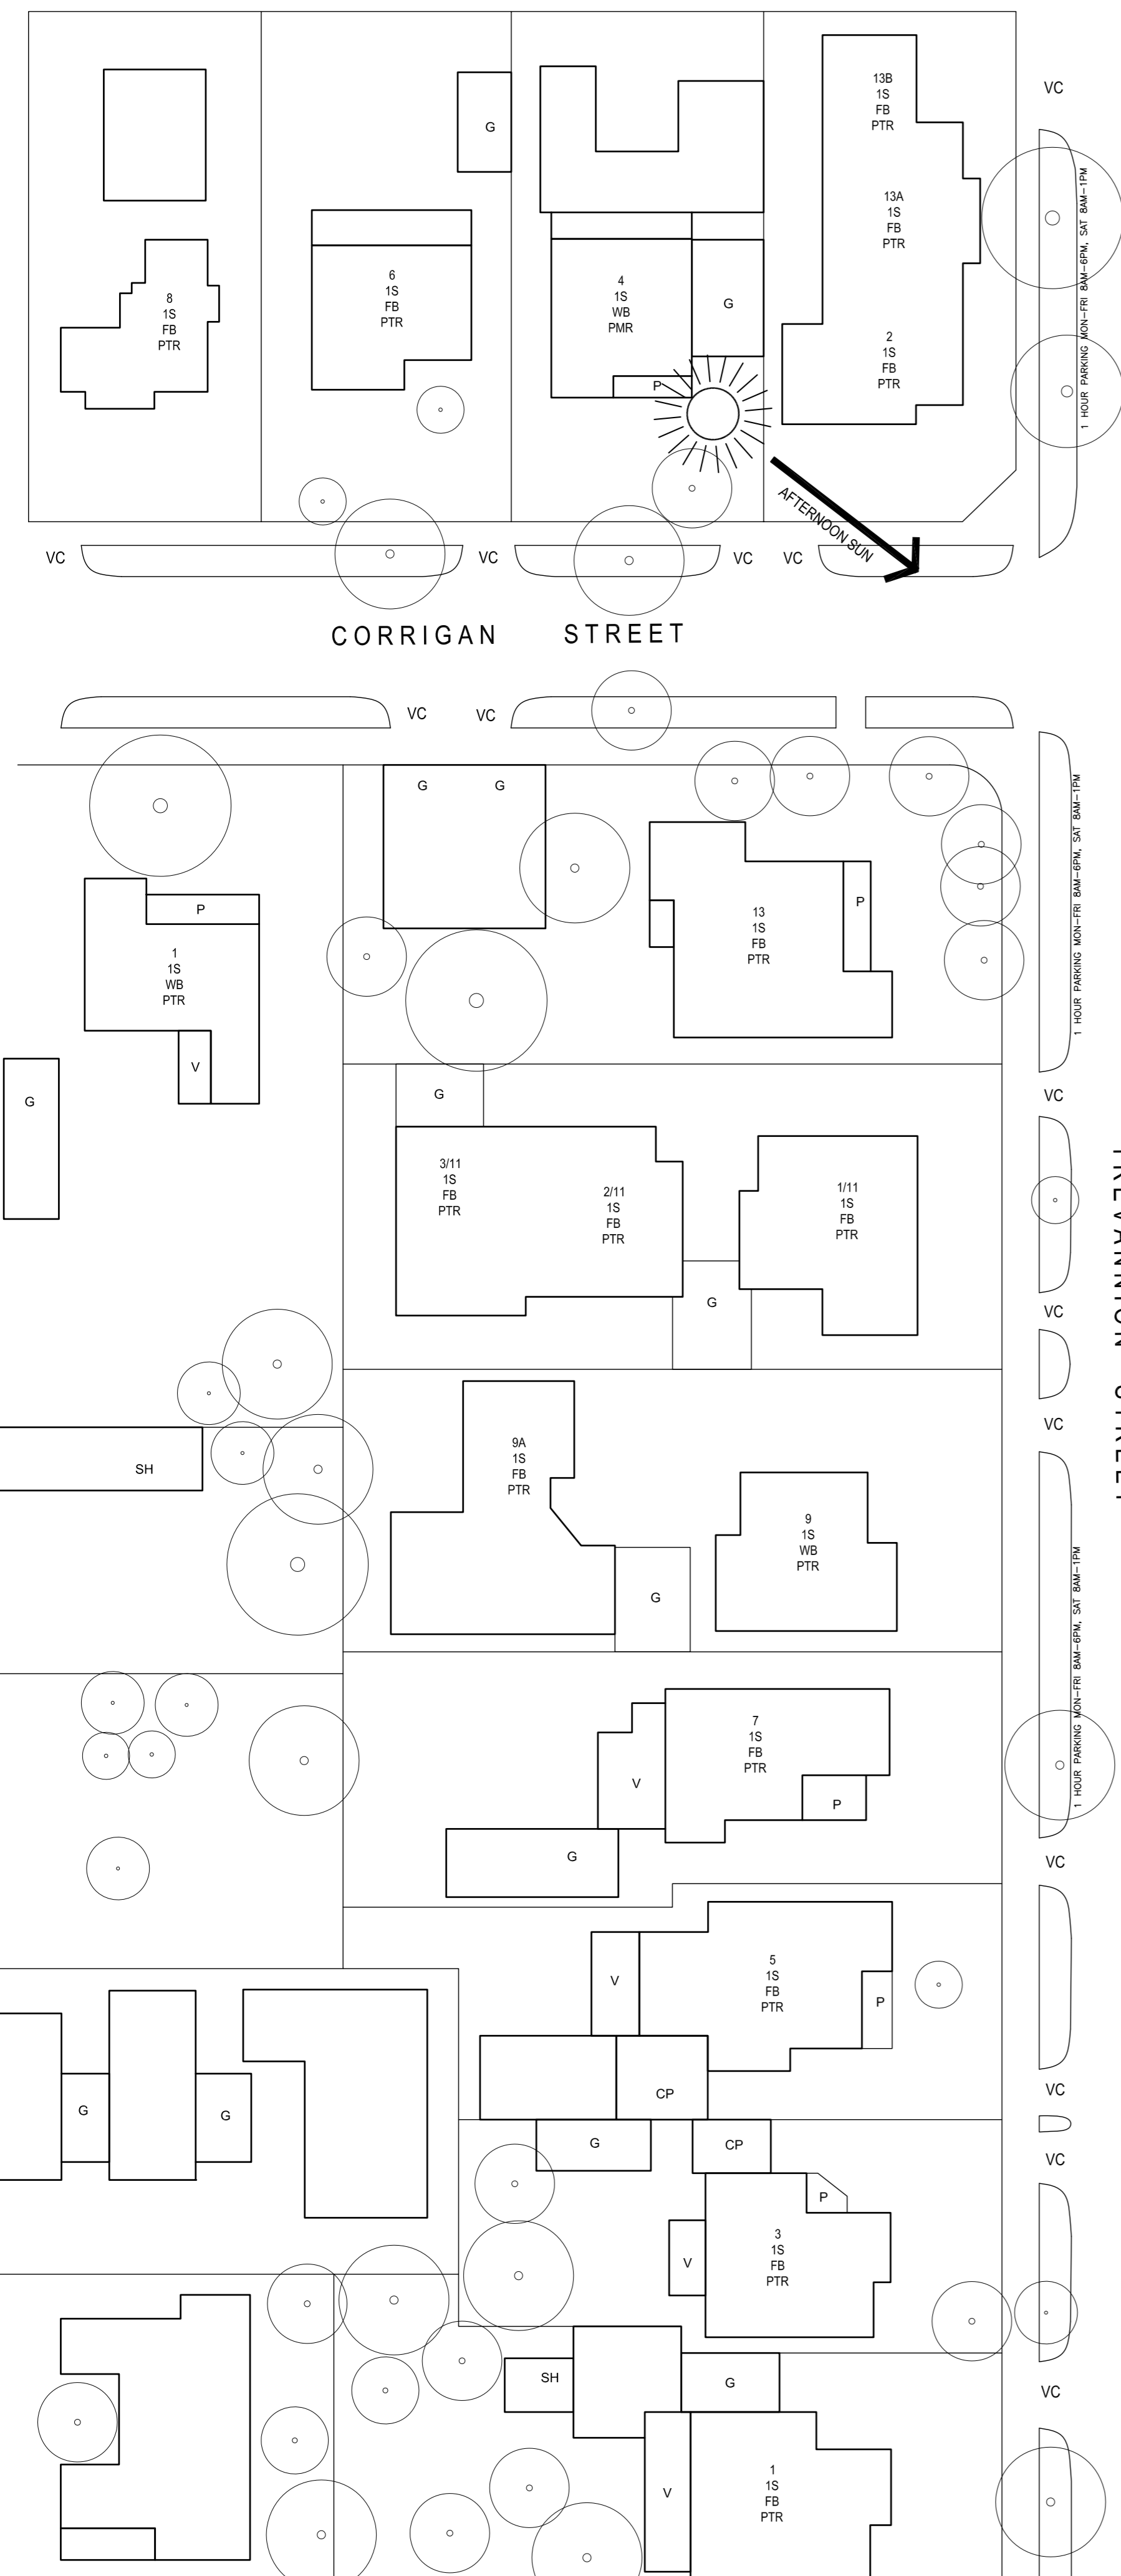 13B
1S
FB
PTR
VC
G
13A
1S
FB
PTR
1 HOUR PARKING MON-FRI 8AM-6PM, SAT 8AM-1PM
8
1S
FB
PTR
6
1S
FB
PTR
4
1S
WB
PMR
G
2
1S
FB
PTR
P
AFTERNOON SUN
VC
VC
VC
VC
CORRIGAN STREET
VC
VC
G
G
1 HOUR PARKING MON-FRI 8AM-6PM, SAT 8AM-1PM
P
13
1S
FB
PTR
P
1
1S
WB
PTR
V
G
G
VC
3/11
1S
FB
PTR
2/11
1S
FB
PTR
1/11
1S
FB
PTR
G
VC
STREET
VC
SH
9A
1S
FB
PTR
9
1S
WB
PTR
G
1 HOUR PARKING MON-FRI 8AM-6PM, SAT 8AM-1PM
7
1S
FB
PTR
V
P
G
VC
5
1S
FB
PTR
V
P
CP
VC
G
G
G
CP
VC
P
3
1S
FB
PTR
V
SH
G
VC
1
1S
FB
PTR
V